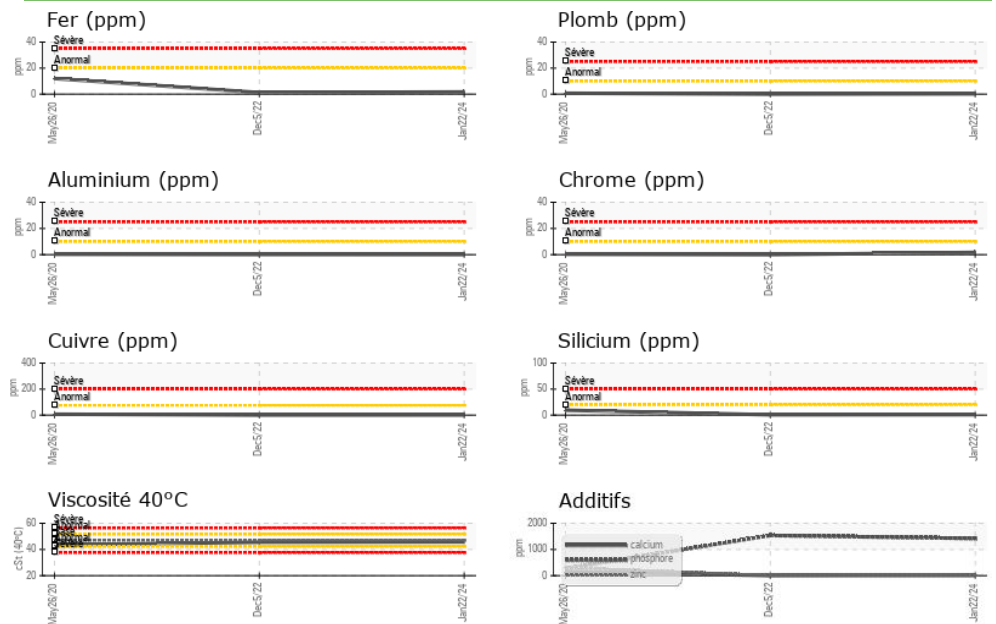 Fer (ppm)
Plomb (ppm)
ppm
40
20
0
Sévère
Anormal
May26/20
Dec5/22
Jan22/24
ppm
40
20
0
Sévère
Anormal
May26/20
Dec5/22
Jan22/24
Aluminium (ppm)
Chrome (ppm)
ppm
40
20
0
Sévère
Anormal
May26/20
Dec5/22
Jan22/24
ppm
40
20
0
Sévère
Anormal
May26/20
Dec5/22
Jan22/24
Cuivre (ppm)
Silicium (ppm)
ppm
400
200
0
Sévère
Anormal
May26/20
Dec5/22
Jan22/24
ppm
100
50
0
Sévère
Anormal
May26/20
Dec5/22
Jan22/24
Viscosité 40°C
Additifs
cSt (40°C)
60
40
20
Sévère
Anormal
Anormal
Sévère
May26/20
Dec5/22
Jan22/24
ppm
2000
1000
0
calcium
phosphore
zinc
May26/20
Dec5/22
Jan22/24